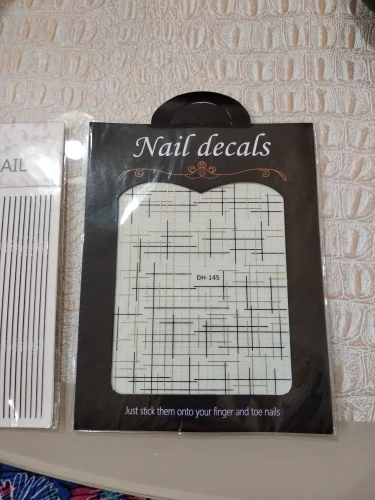 AIL
Nail decals
DH-145
Just stick them onto your finger and toe nails